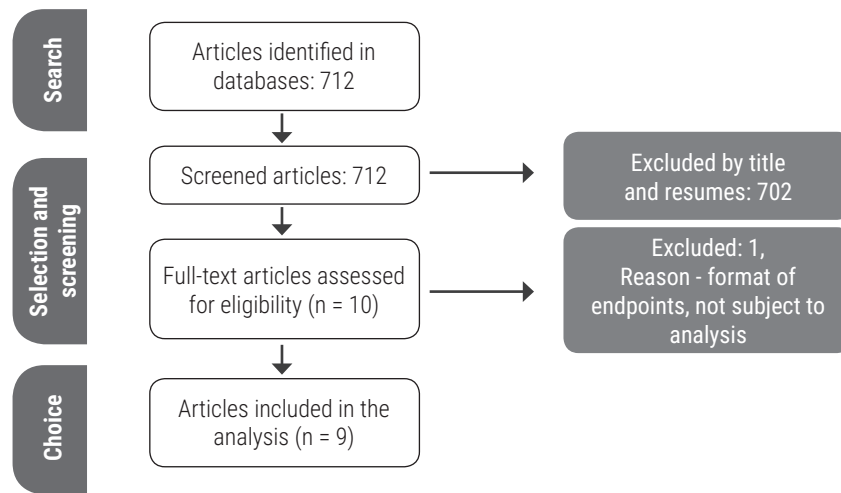 Search
Articles identified in
databases: 712
Selection and
screening
Screened articles: 712
Excluded by title
and resumes: 702
Full-text articles assessed
for eligibility (n = 10)
Excluded: 1,
Reason - format of
endpoints, not subject to
analysis
Choice
Articles included in the
analysis (n = 9)